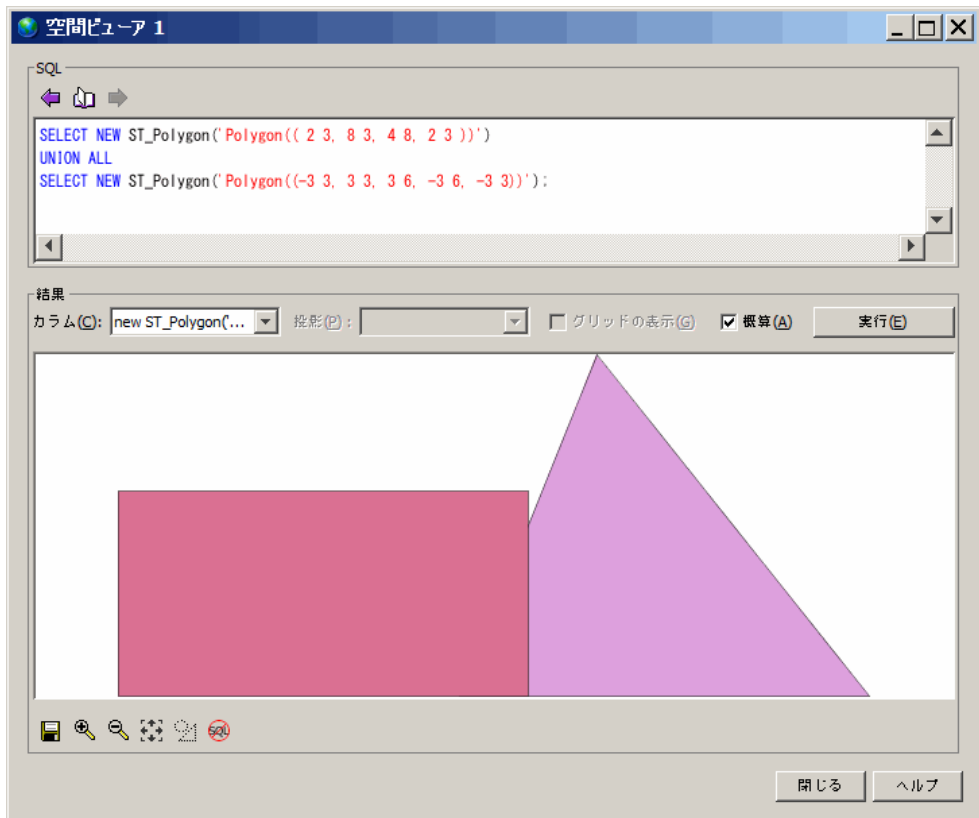 空間ビューア 1
SQL
SELECT NEW ST_Polygon('Polygon(( 2 3, 8 3, 4 8, 2 3 ))')
UNION ALL
SELECT NEW ST_Polygon('Polygon((-3 3, 3 3, 3 6, -3 6, -3 3))');
結果
カラム(C): new ST_Polygon('... 投影(P): グリッドの表示(G) 概算(A) 実行(E)
SQL
閉じる ヘルプ